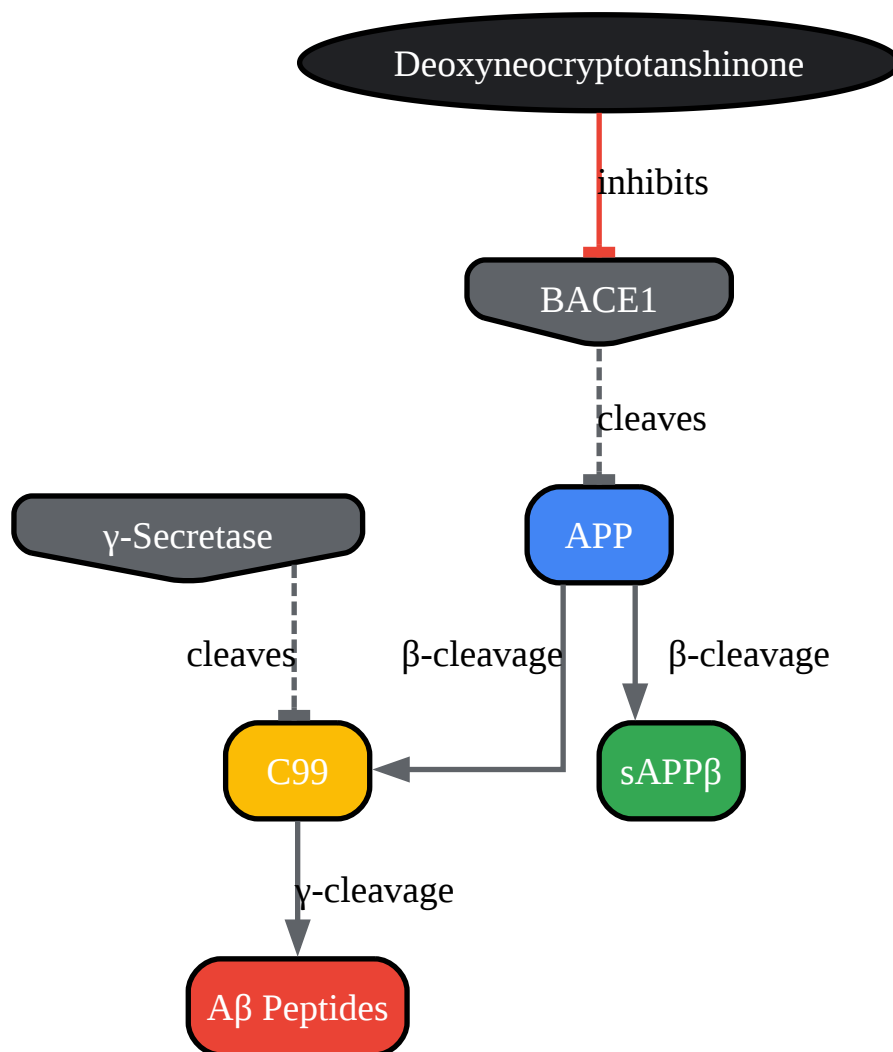 Deoxyneocryptotanshinone
inhibits
BACE1
cleaves
γ-Secretase
APP
cleaves
β-cleavage
β-cleavage
C99
sAPPβ
γ-cleavage
Aβ Peptides